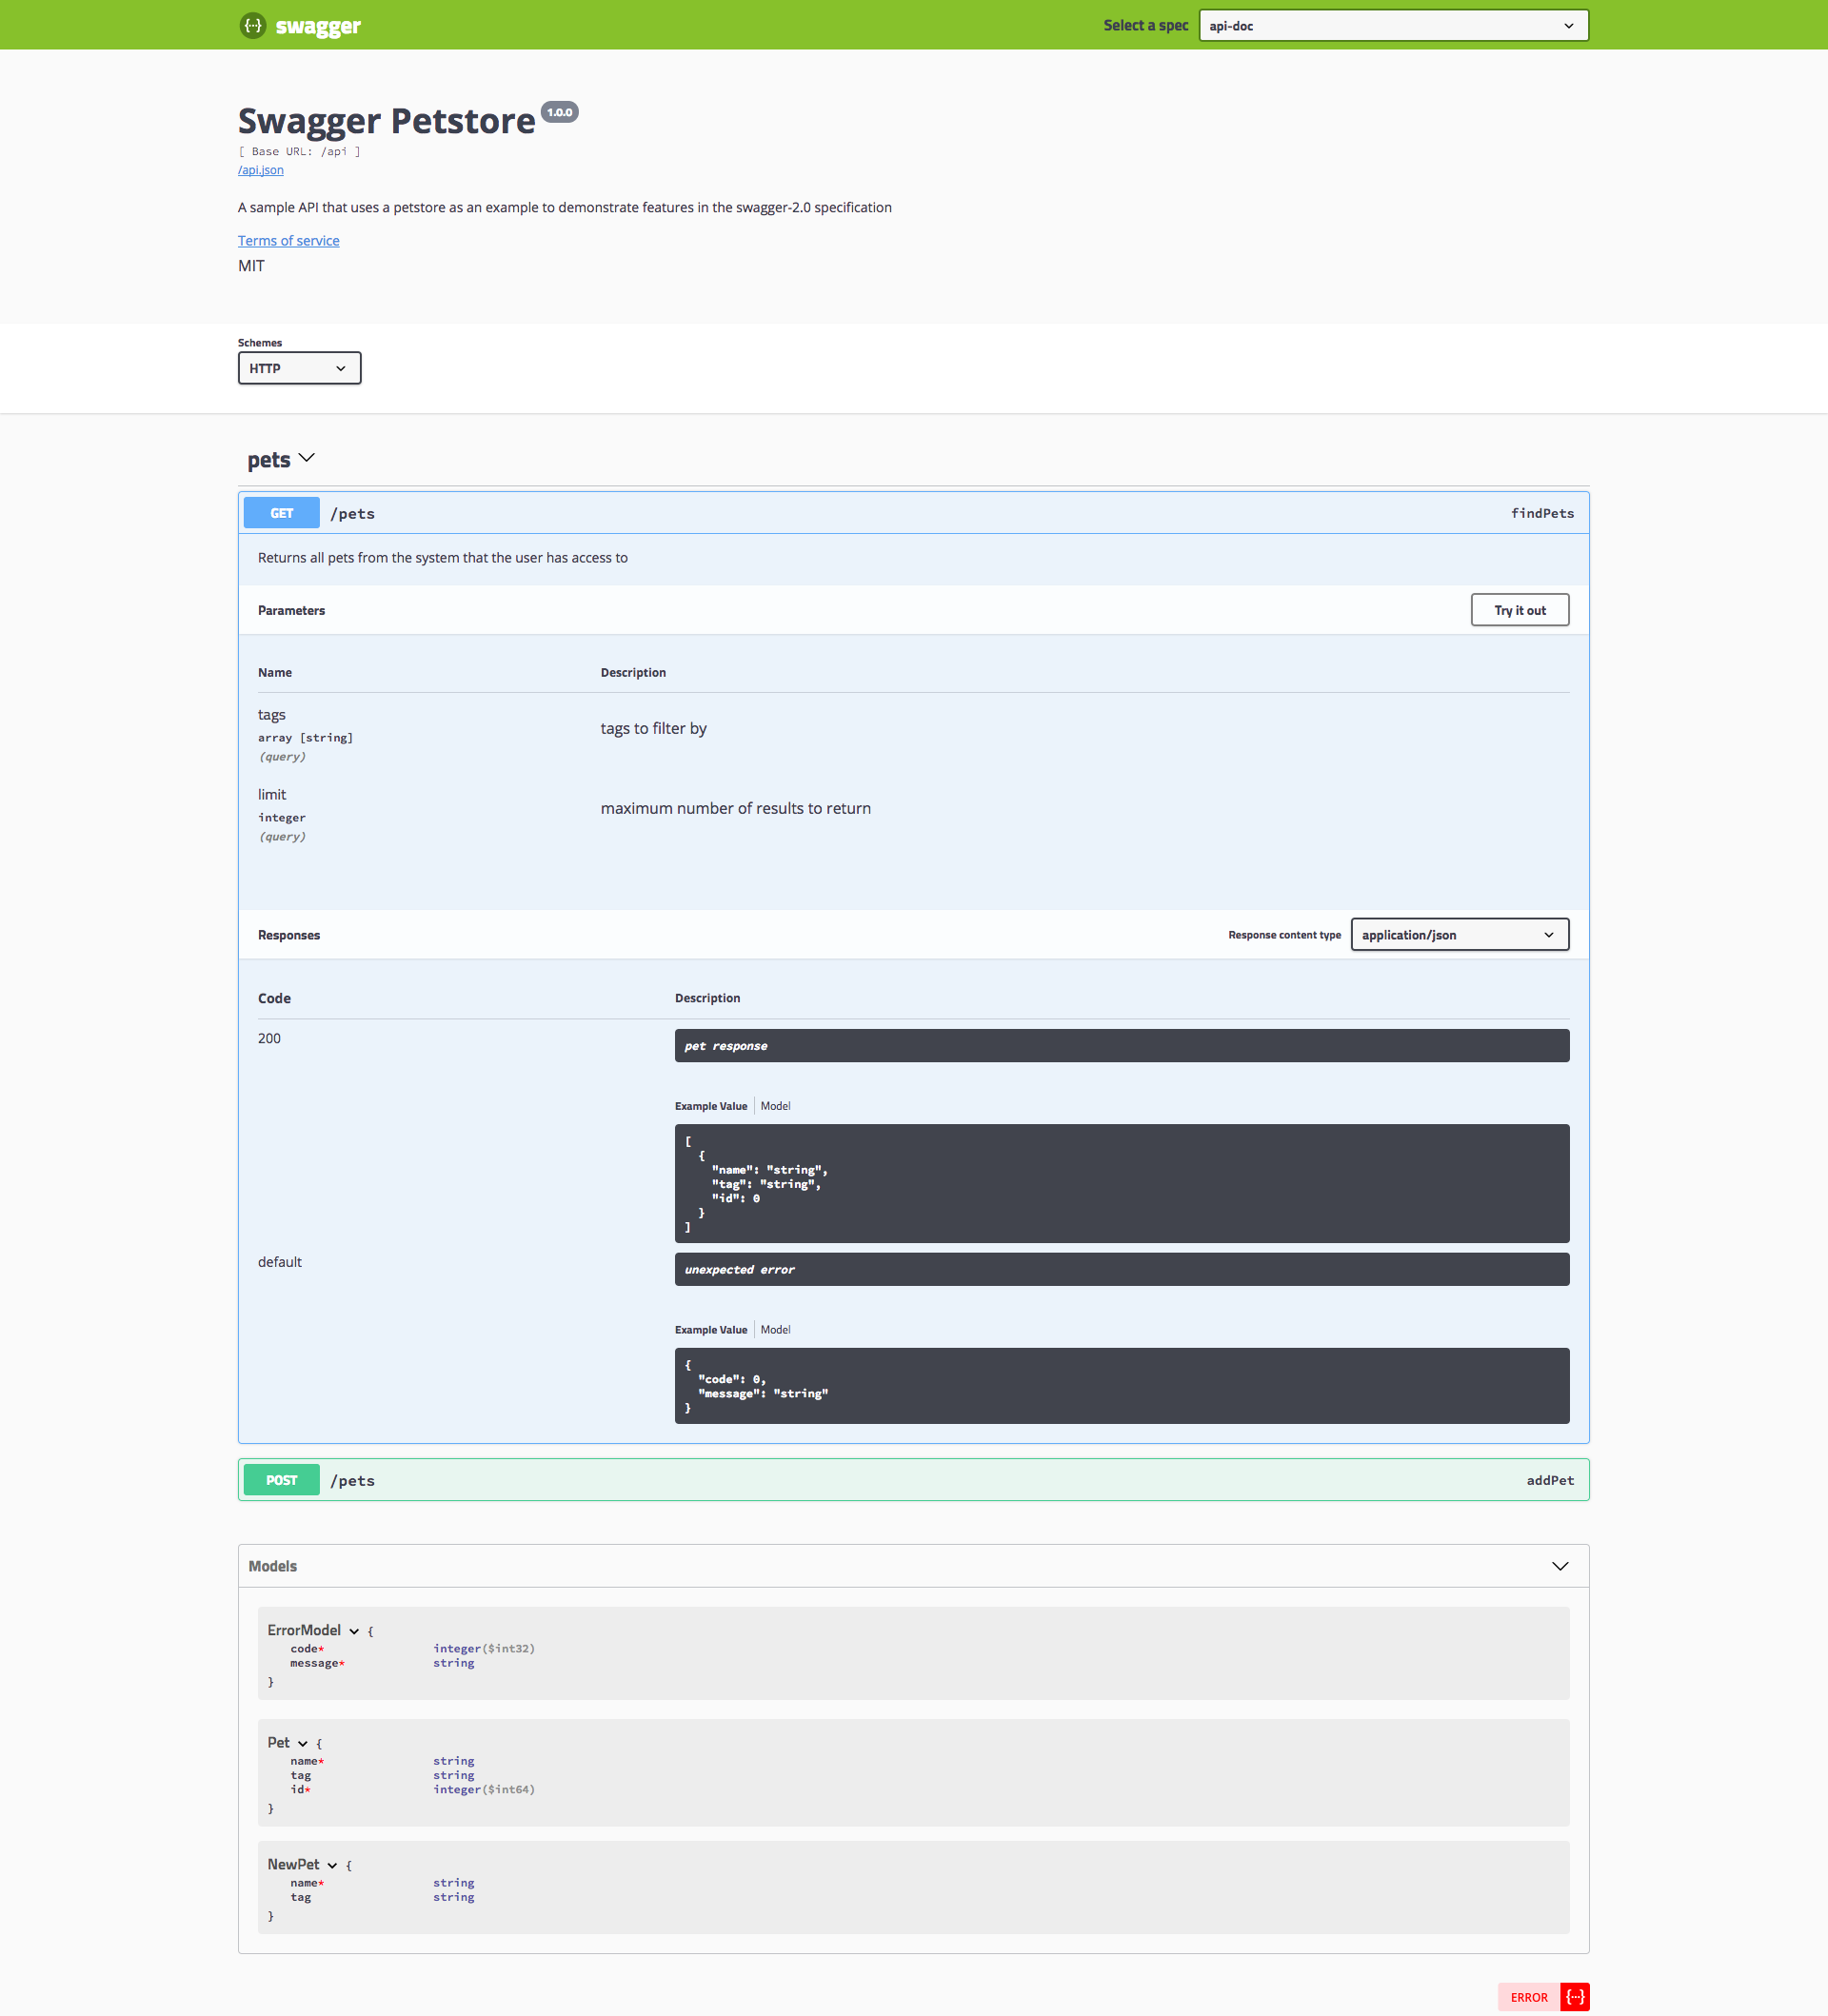 {···} swagger
Select a spec
api-doc
Swagger Petstore 1.0.0
[ Base URL: /api ]
/api.json
A sample API that uses a petstore as an example to demonstrate features in the swagger-2.0 specification
Terms of service
MIT
Schemes
HTTP
pets
GET /pets findPets
Returns all pets from the system that the user has access to
Parameters
Try it out
Name Description
tags
array [string]
(query)
tags to filter by
limit
integer
(query)
maximum number of results to return
Responses
Response content type
application/json
Code Description
200
pet response
Example Value Model
[
  {
    "name": "string",
    "tag": "string",
    "id": 0
  }
]
default
unexpected error
Example Value Model
{
  "code": 0,
  "message": "string"
}
POST /pets addPet
Models
ErrorModel {
code* integer($int32)
message* string
}
Pet {
name* string
tag string
id* integer($int64)
}
NewPet {
name* string
tag string
}
ERROR {···}